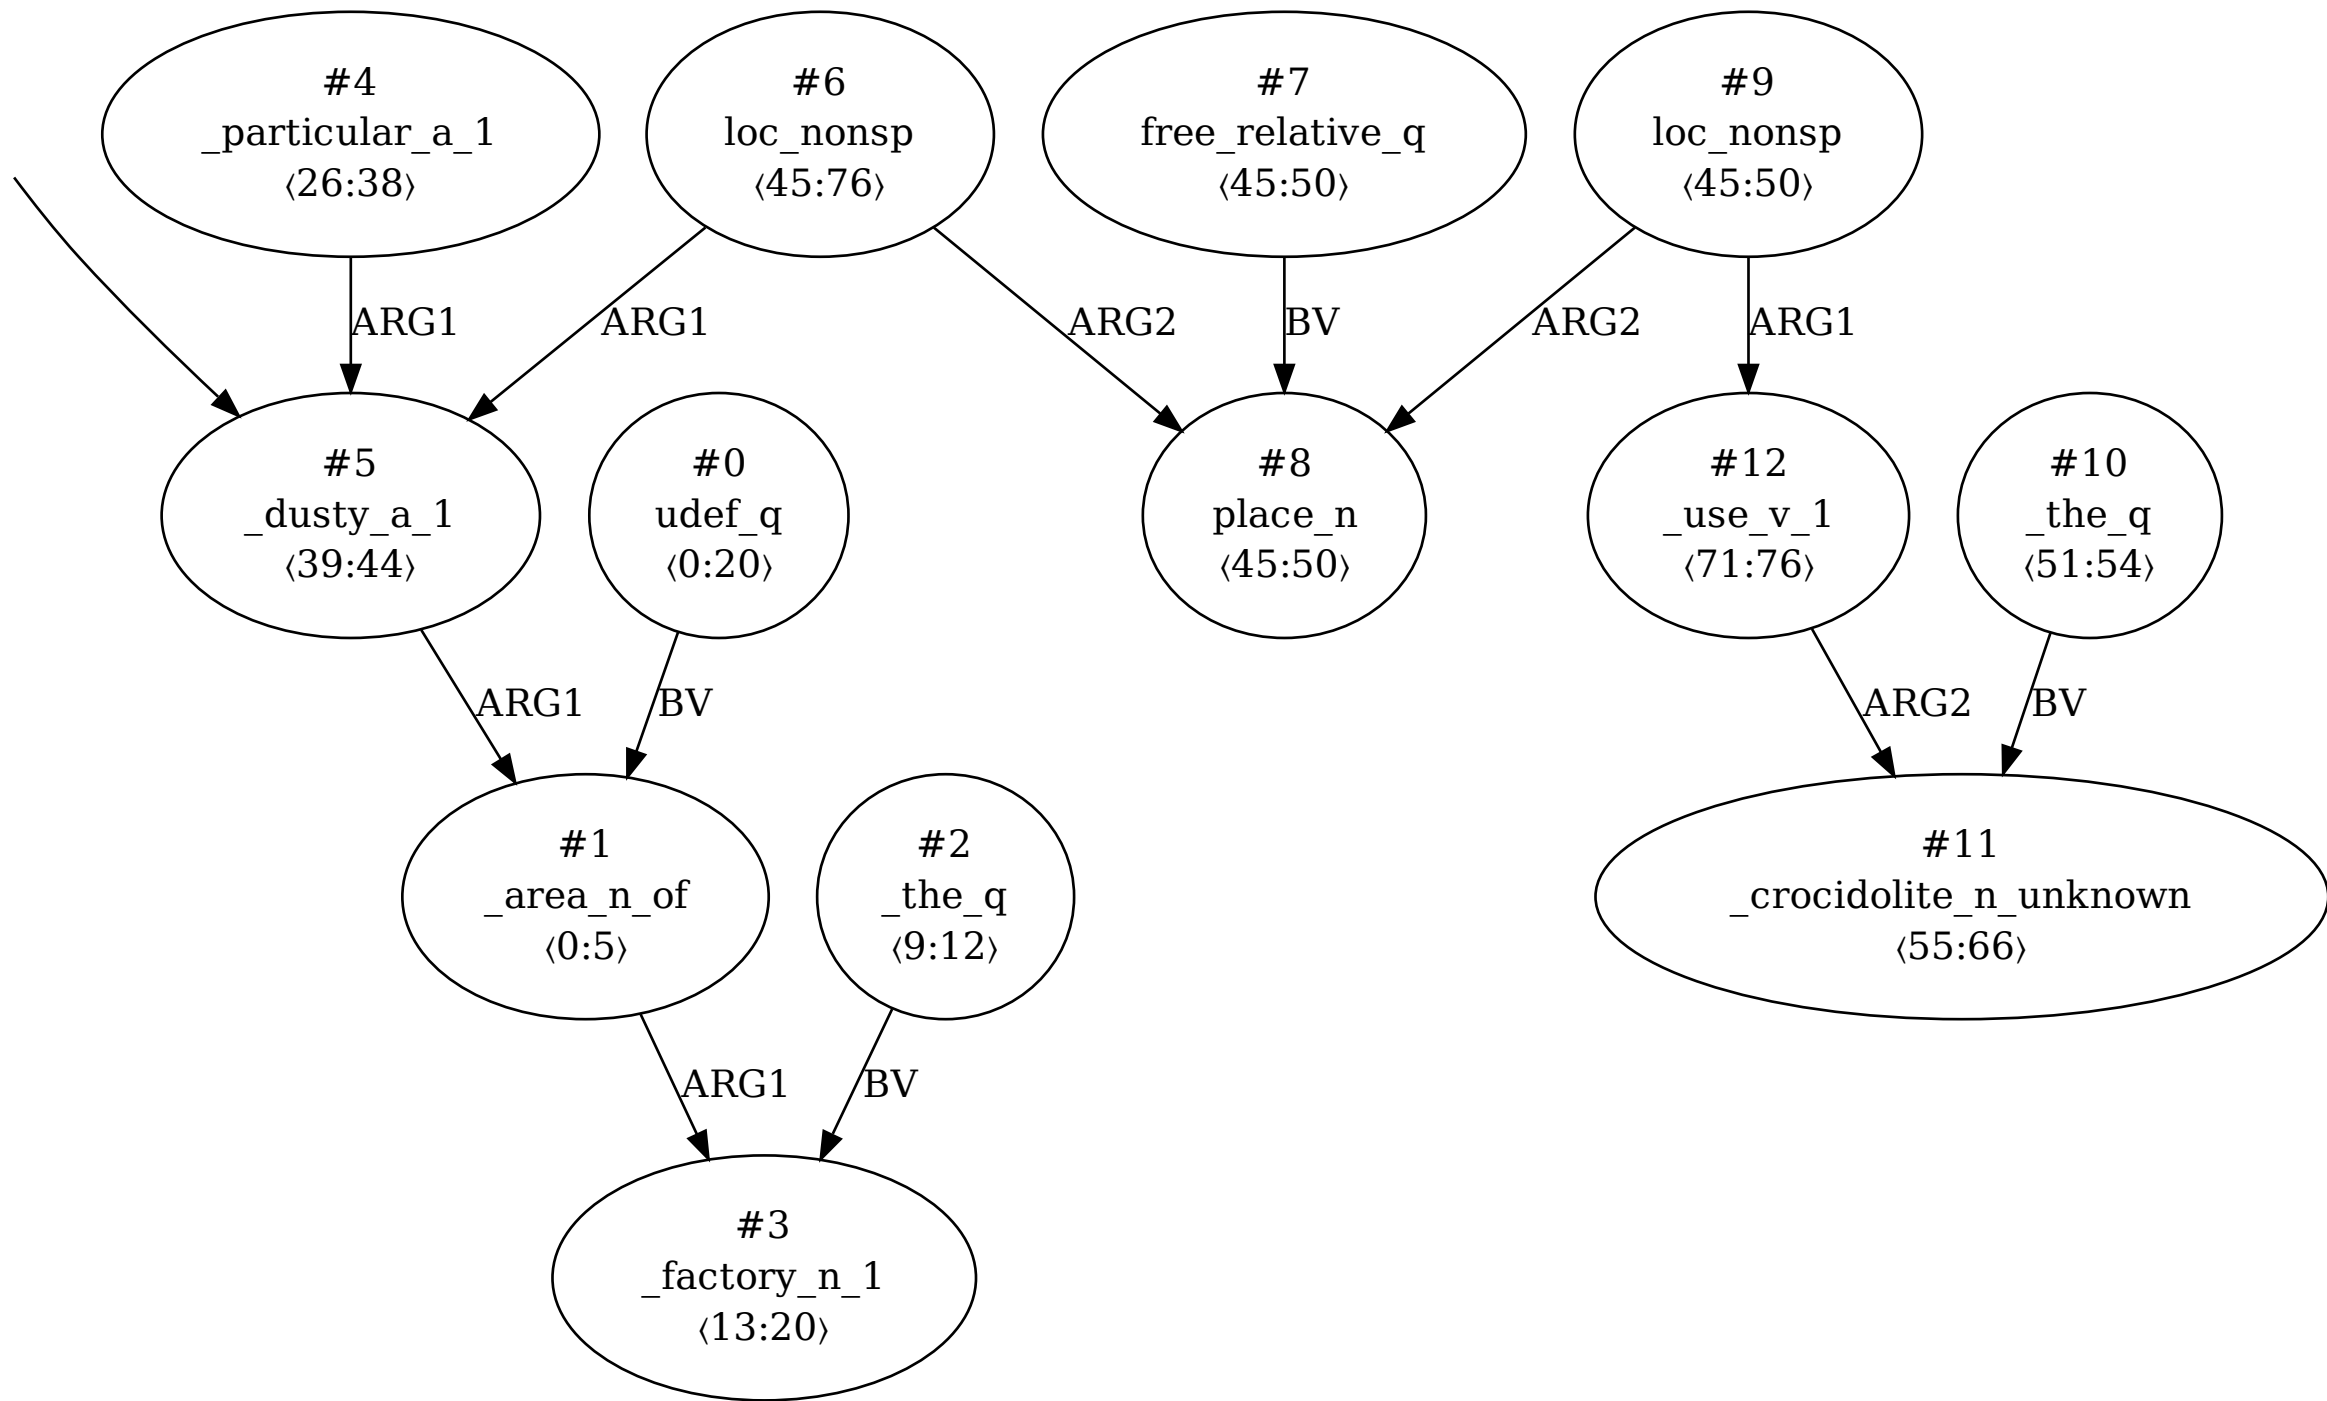 #4
_particular_a_1
⟨26:38⟩
#6
loc_nonsp
⟨45:76⟩
#7
free_relative_q
⟨45:50⟩
#9
loc_nonsp
⟨45:50⟩
ARG1
ARG1
ARG2
BV
ARG2
ARG1
#5
_dusty_a_1
⟨39:44⟩
#0
udef_q
⟨0:20⟩
#8
place_n
⟨45:50⟩
#12
_use_v_1
⟨71:76⟩
#10
_the_q
⟨51:54⟩
ARG1
BV
ARG2
BV
#1
_area_n_of
⟨0:5⟩
#2
_the_q
⟨9:12⟩
#11
_crocidolite_n_unknown
⟨55:66⟩
ARG1
BV
#3
_factory_n_1
⟨13:20⟩